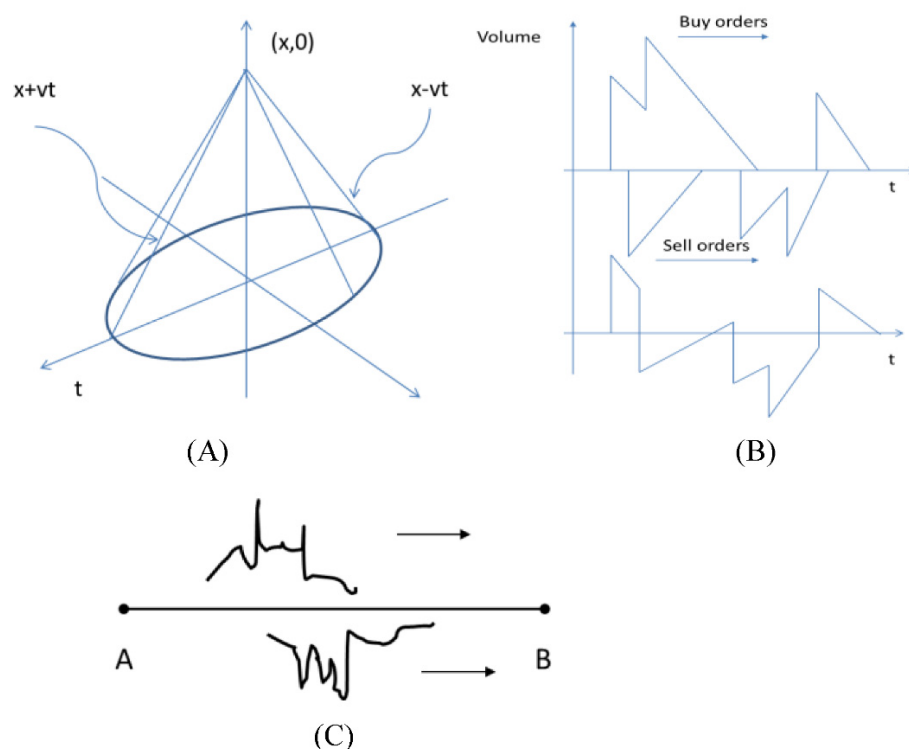 (x,0)
x+vt
x-vt
t
(A)
Volume
Buy orders
t
Sell orders
t
(B)
A
B
(C)